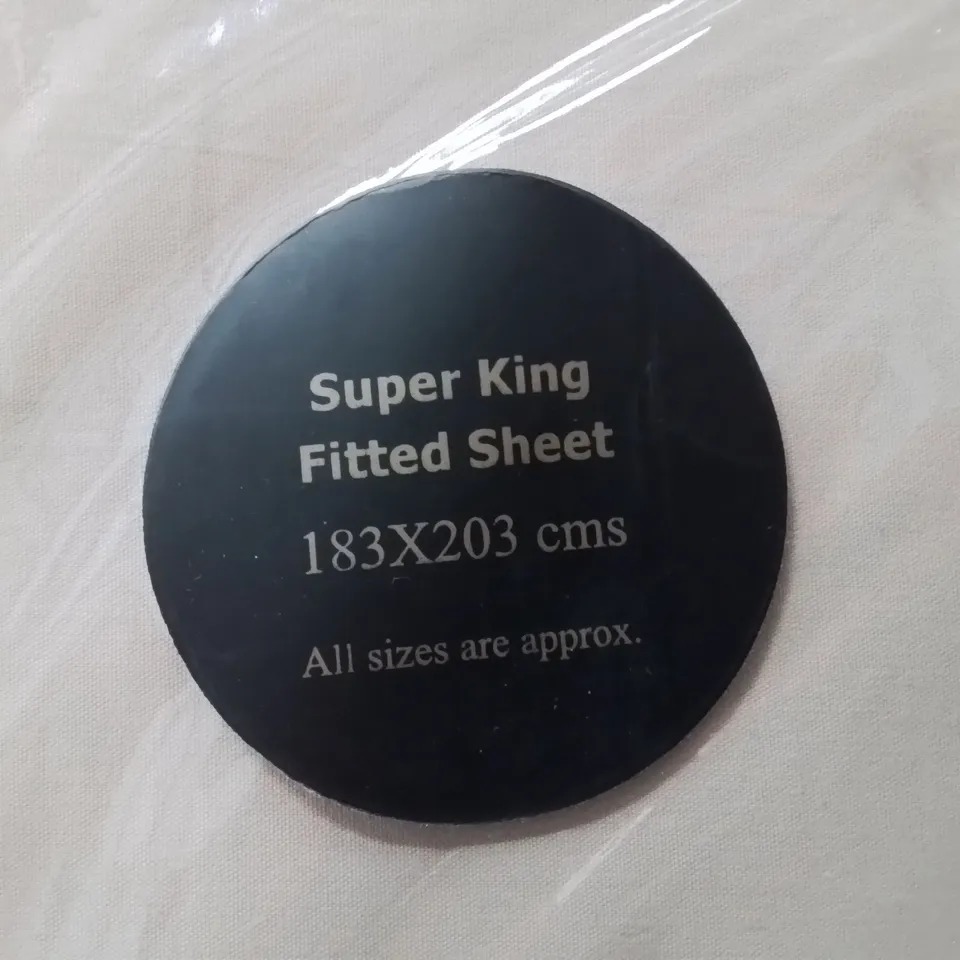 Super King
Fitted Sheet
183X203 cms
All sizes are approx.